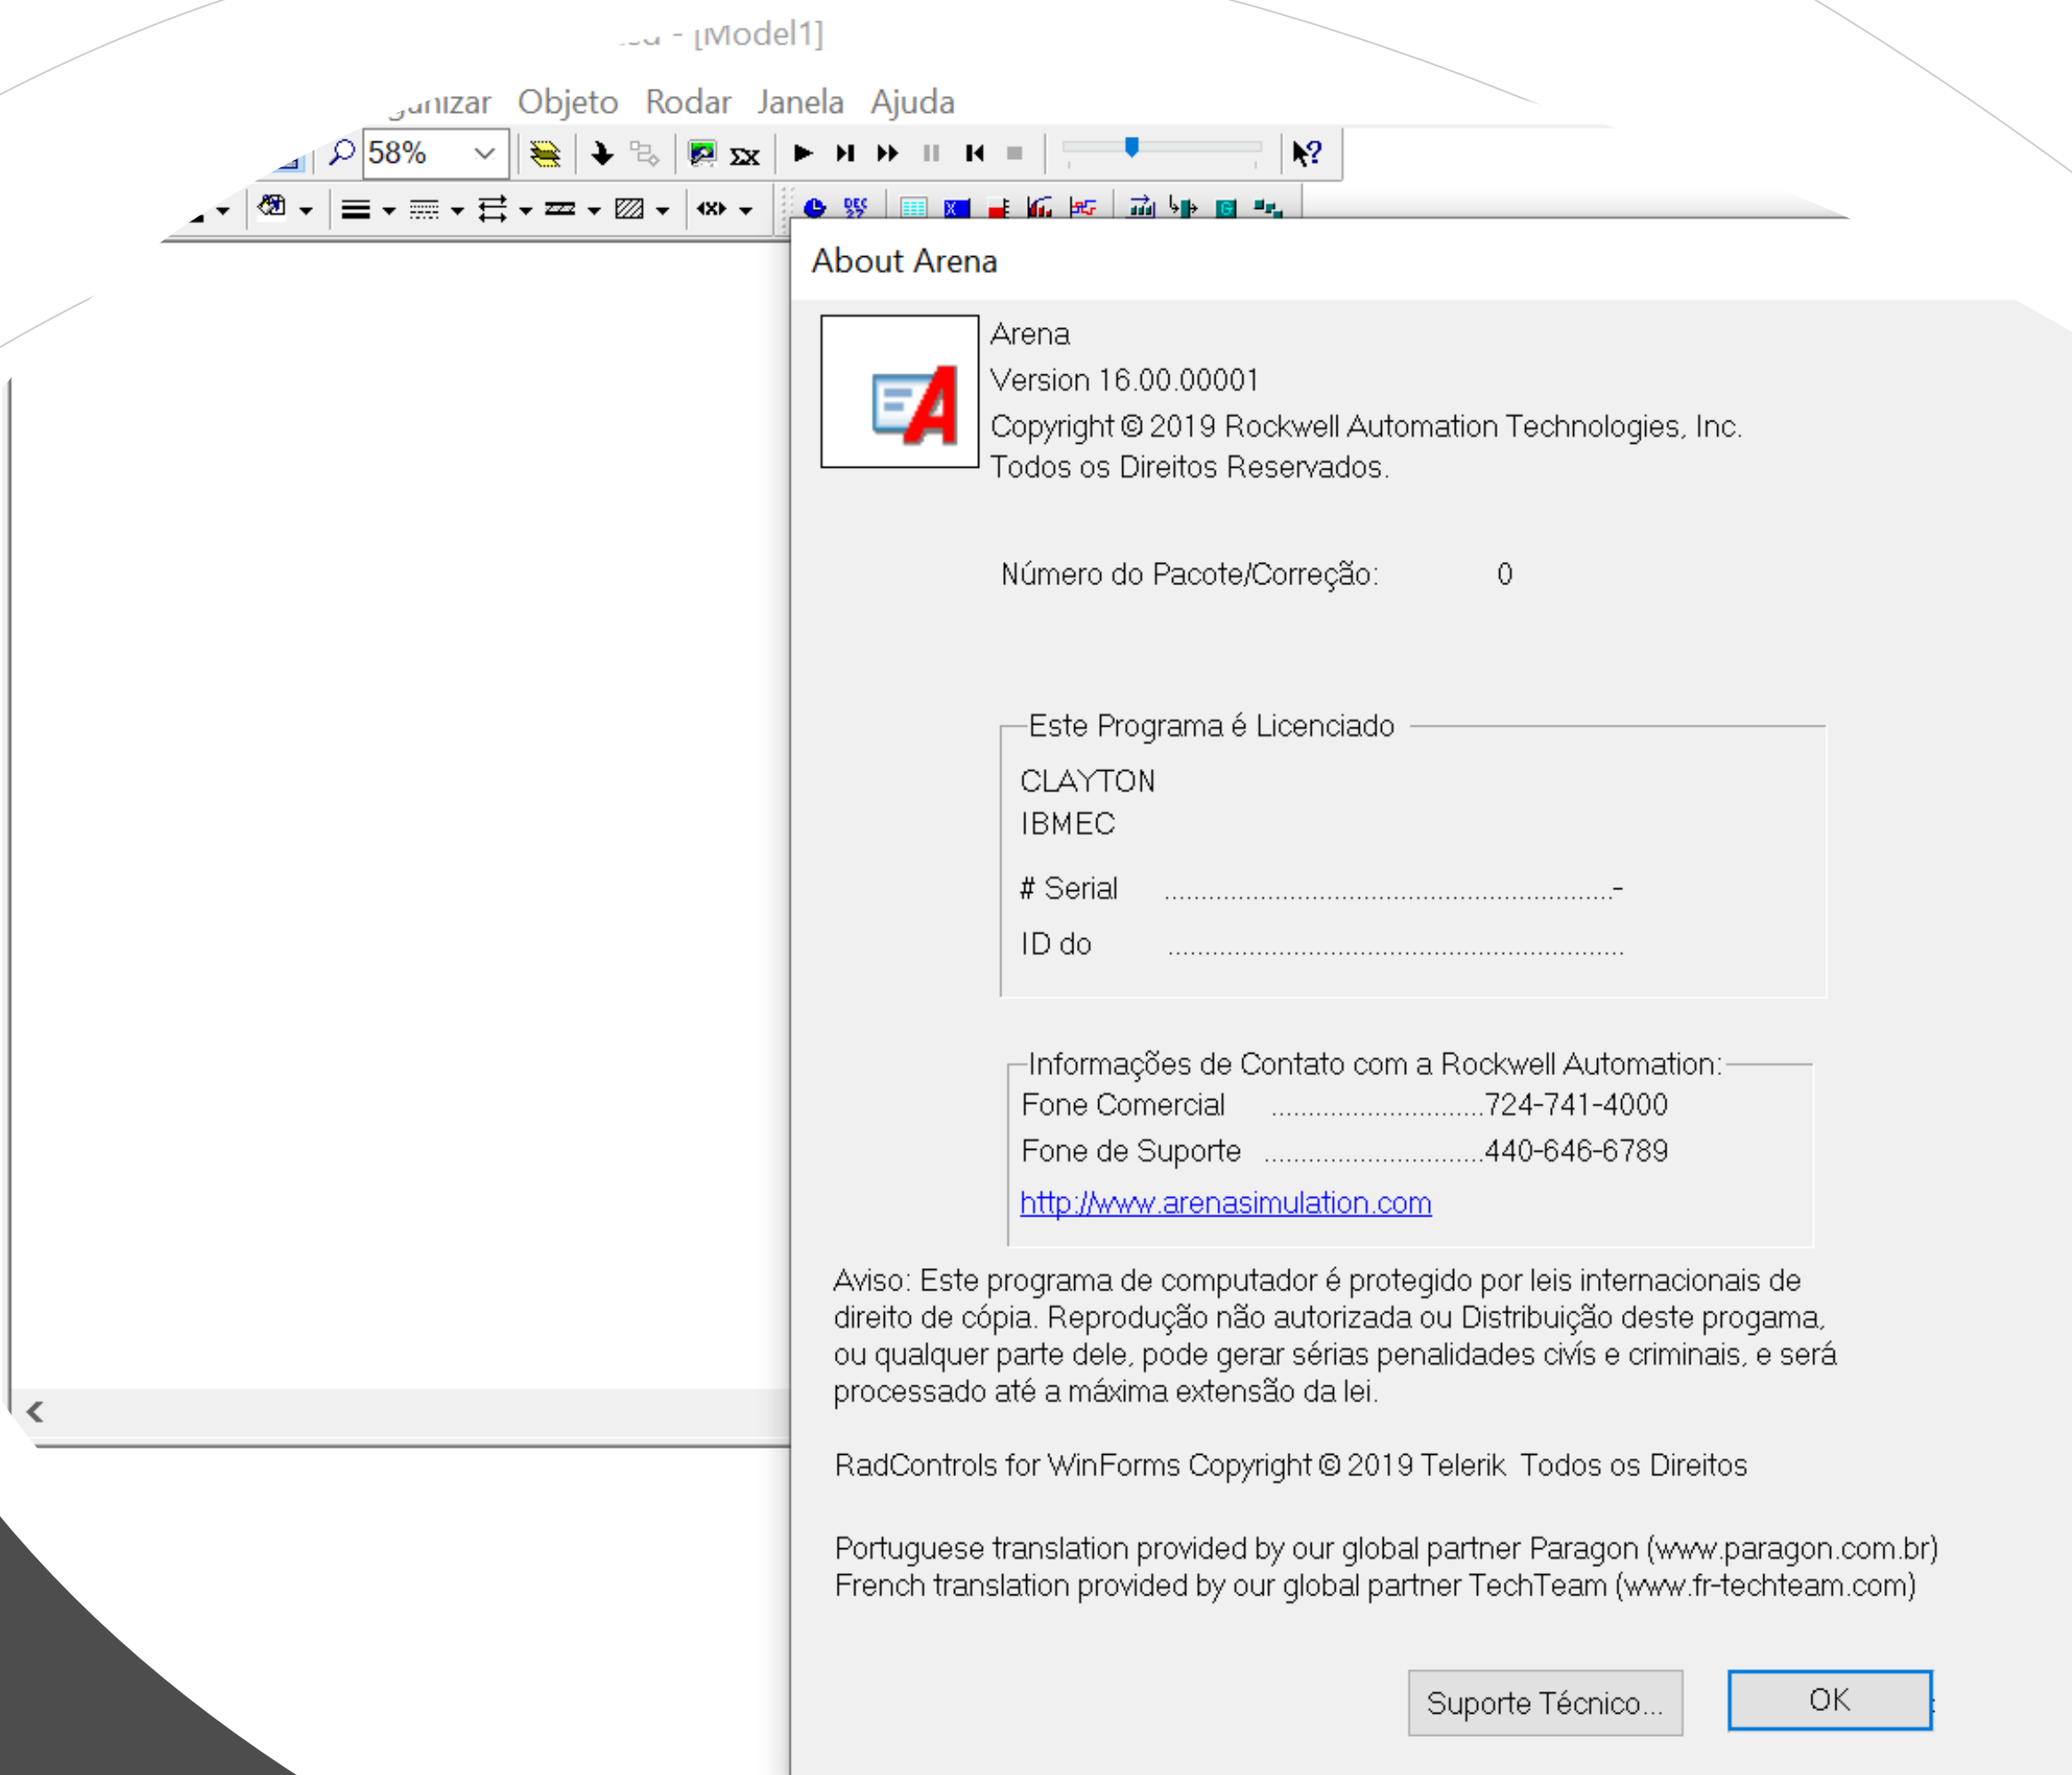 - [Model1]
Objeto Rodar Janela Ajuda
58%
DEC
27
About Arena
Arena
Version 16.00.00001
Copyright © 2019 Rockwell Automation Technologies, Inc.
Todos os Direitos Reservados.
Número do Pacote/Correção: 0
Este Programa é Licenciado
CLAYTON
IBMEC
# Serial ............................................................-
ID do .............................................................
Informações de Contato com a Rockwell Automation:
Fone Comercial .............................724-741-4000
Fone de Suporte ..............................440-646-6789
http://www.arenasimulation.com
Aviso: Este programa de computador é protegido por leis internacionais de
direito de cópia. Reprodução não autorizada ou Distribuição deste progama,
ou qualquer parte dele, pode gerar sérias penalidades civís e criminais, e será
processado até a máxima extensão da lei.
RadControls for WinForms Copyright © 2019 Telerik Todos os Direitos
Portuguese translation provided by our global partner Paragon (www.paragon.com.br)
French translation provided by our global partner TechTeam (www.fr-techteam.com)
Suporte Técnico...
OK